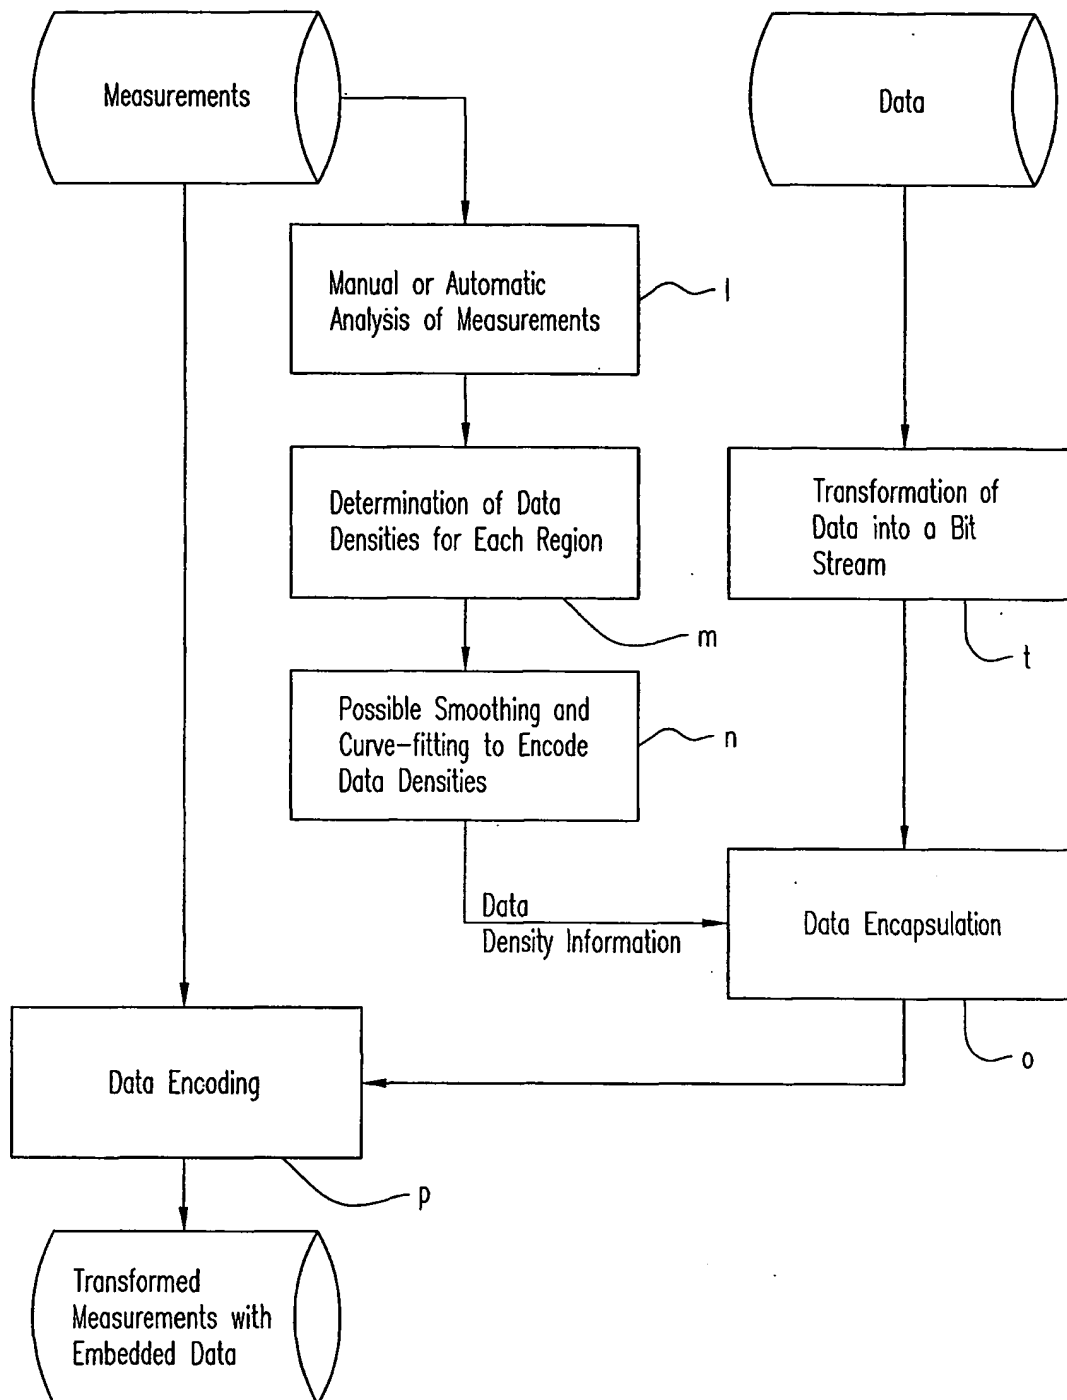 Measurements
Data
Manual or Automatic
Analysis of Measurements
l
Determination of Data
Densities for Each Region
m
Transformation of
Data into a Bit
Stream
t
Possible Smoothing and
Curve-fitting to Encode
Data Densities
n
Data
Density Information
Data Encapsulation
o
Data Encoding
p
Transformed
Measurements with
Embedded Data